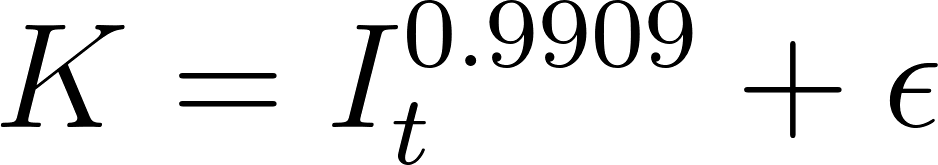 K = I_t^{0.9909} + ϵ